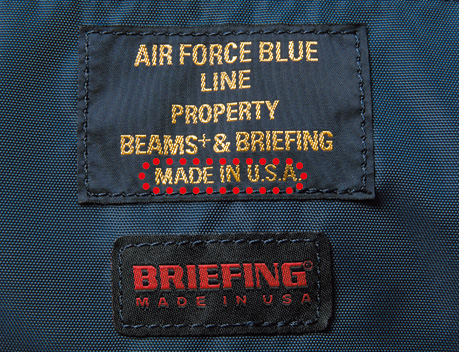 AIR FORCE BLUE
LINE
PROPERTY
BEAMS+ & BRIEFING
MADE IN U.S.A.
BRIEFING®
MADE IN USA